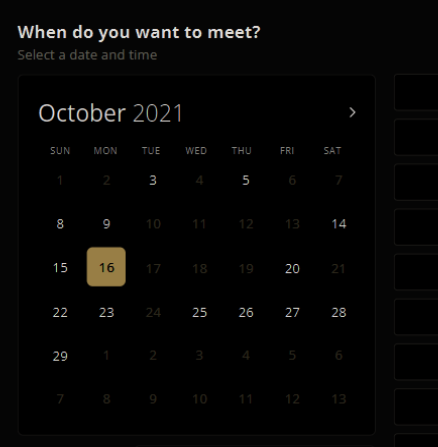 When do you want to meet?
Select a date and time
October 2021 >
SUN MON TUE WED THU FRI SAT
1 2 3 4 5 6 7
8 9 10 11 12 13 14
15 16 17 18 19 20 21
22 23 24 25 26 27 28
29 1 2 3 4 5 6
7 8 9 10 11 12 13